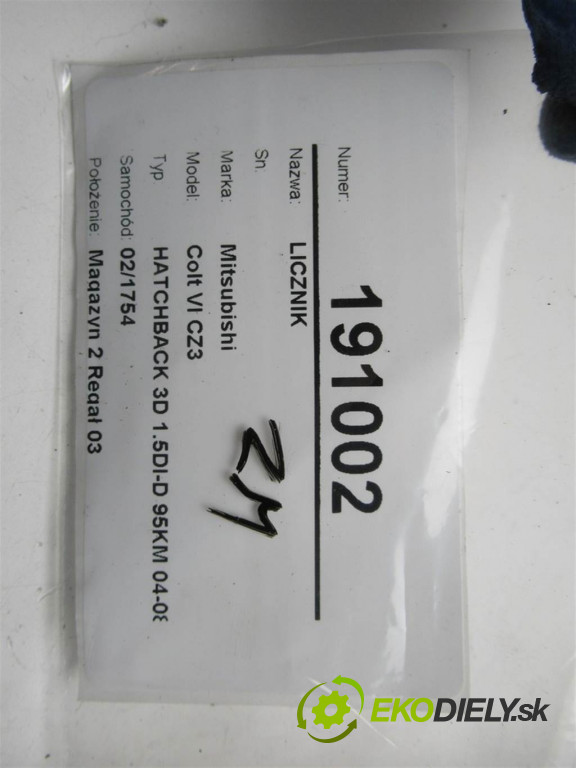 Numer: 191002
Nazwa: LICZNIK
Sn.
Marka: Mitsubishi
Model: Colt VI CZ3
Typ HATCHBACK 3D 1.5DI-D 95KM 04-08
Samochód: 02/1754
Położenie: Magazyn 2 Regał 03
EKODIELY.sk